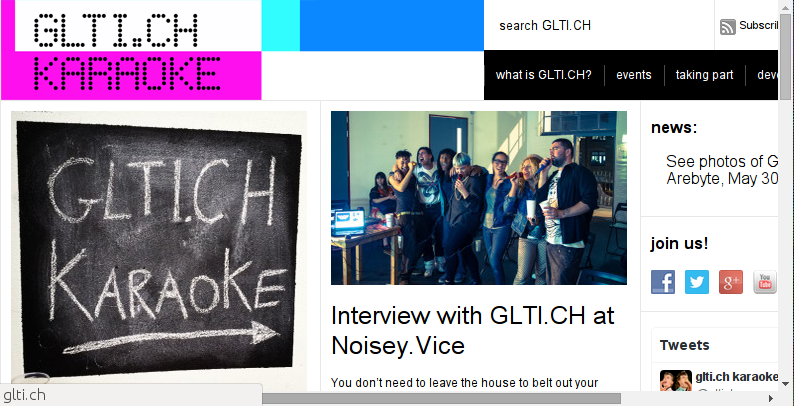 GLTI.CH
KARAOKE
search GLTI.CH
Subscri
what is GLTI.CH?
events
taking part
dev
GLTI.CH
KARAOKE
Interview with GLTI.CH at
Noisey.Vice
You don't need to leave the house to belt out your
news:
See photos of G
Arebyte, May 30
join us!
You
Tube
Tweets
glti.ch karaoke
glti.ch